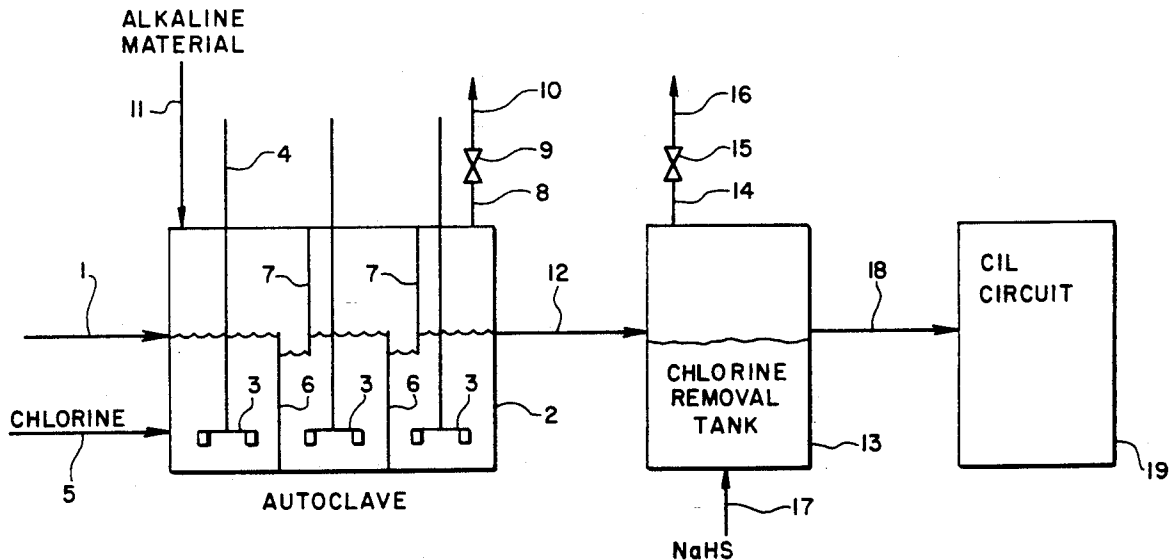 ALKALINE
MATERIAL
11
4
10
9
8
16
15
14
1
7
7
12
18
CIL
CIRCUIT
CHLORINE
5
3
6
3
6
3
2
CHLORINE
REMOVAL
TANK
13
19
AUTOCLAVE
17
NaHS